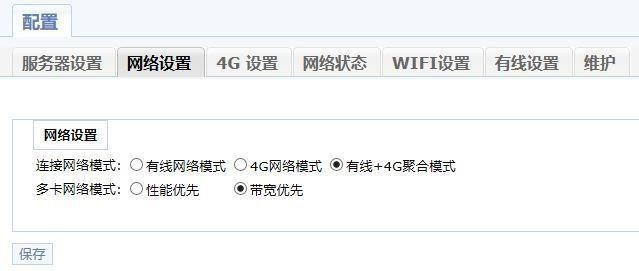 配置
服务器设置 网络设置 4G 设置 网络状态 WIFI设置 有线设置 维护
网络设置
连接网络模式: 有线网络模式 4G网络模式 有线+4G聚合模式
多卡网络模式: 性能优先 带宽优先
保存